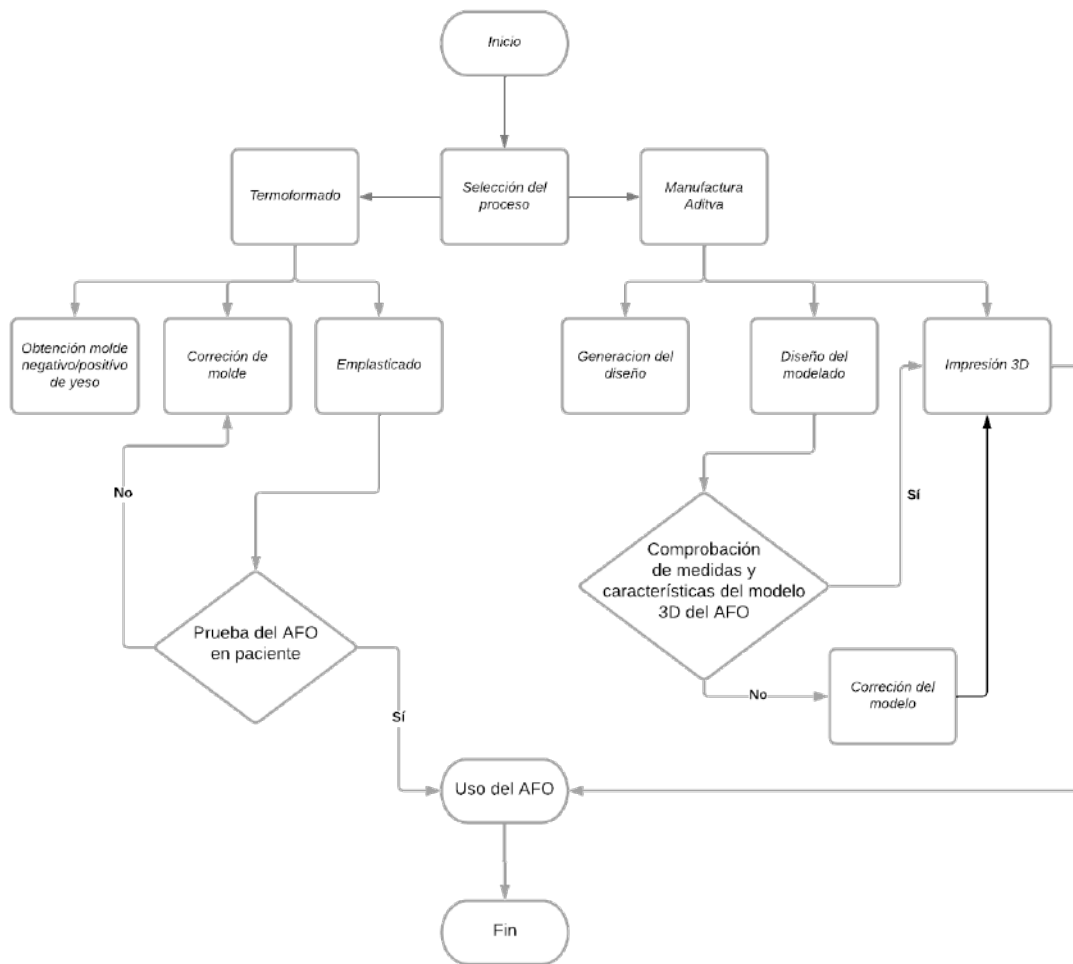 Inicio
Termoformado
Selección del
proceso
Manufactura
Aditva
Obtención molde
negativo/positivo
de yeso
Correción de
molde
Emplasticado
Generacion del
diseño
Diseño del
modelado
Impresión 3D
No
Sí
Comprobación
de medidas y
características del modelo
3D del AFO
Prueba del AFO
en paciente
No
Correción del
modelo
Sí
Uso del AFO
Fin